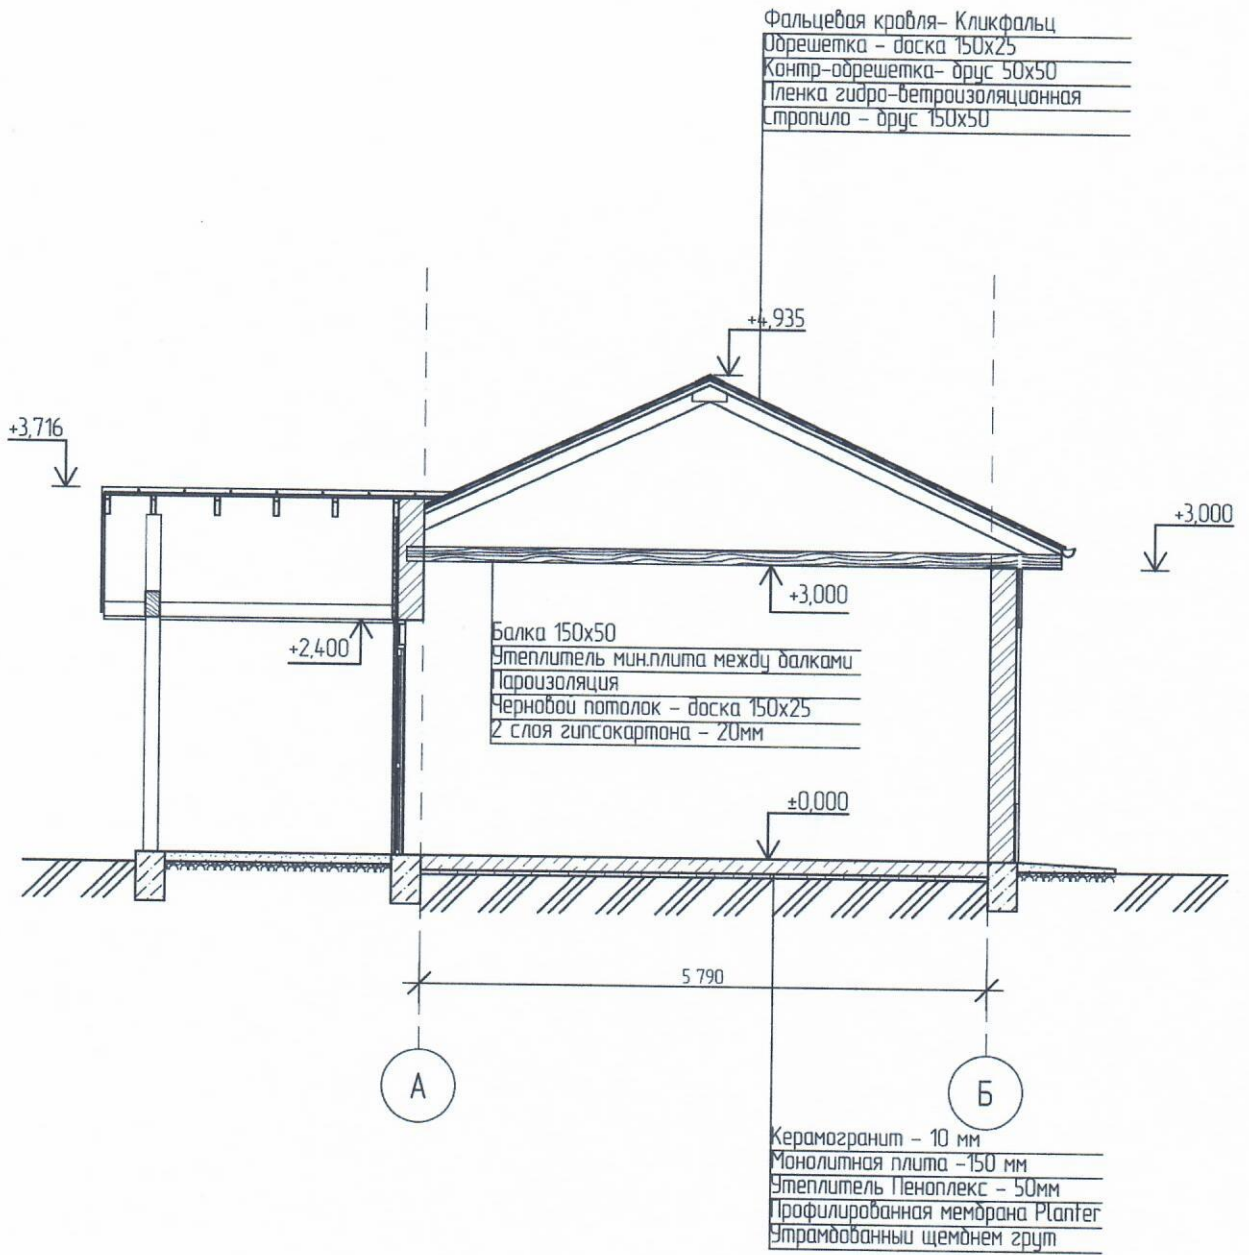 Фальцевая кровля- Кликфальц
Обрешетка - доска 150х25
Контр-обрешетка- брус 50х50
Пленка гидро-ветроизоляционная
Стропило - брус 150х50
+4,935
+3,716
+3,000
+3,000
+2,400
Балка 150х50
Утеплитель мин.плита между балками
Пароизоляция
Черновой потолок - доска 150х25
2 слоя гипсокартона - 20мм
±0,000
5 790
А
Б
Керамогранит - 10 мм
Монолитная плита -150 мм
Утеплитель Пеноплекс - 50мм
Профилированная мембрана Planter
Утрамбованный щембнем грут